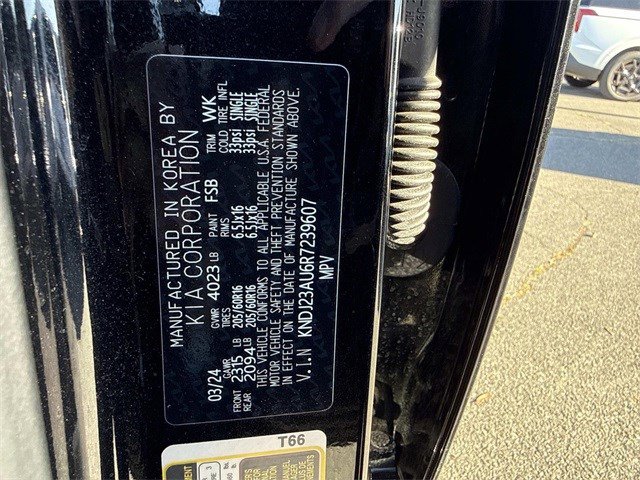 MANUFACTURED IN KOREA BY
KIA CORPORATION
03/24 GVWR 4023 LB PAINT FSB TRIM WK
GAWR TIRES RIMS COLD TIRE INFL
FRONT 2315 LB 205/60R16 6.5JX16 33psi SINGLE
REAR 2094 LB 205/60R16 6.5JX16 33psi SINGLE
THIS VEHICLE CONFORMS TO ALL APPLICABLE U.S.A. FEDERAL
MOTOR VEHICLE SAFETY AND THEFT PREVENTION STANDARDS
IN EFFECT ON THE DATE OF MANUFACTURE SHOWN ABOVE.
V.I.N KNDJ23AU6R7239607
MPV
T66